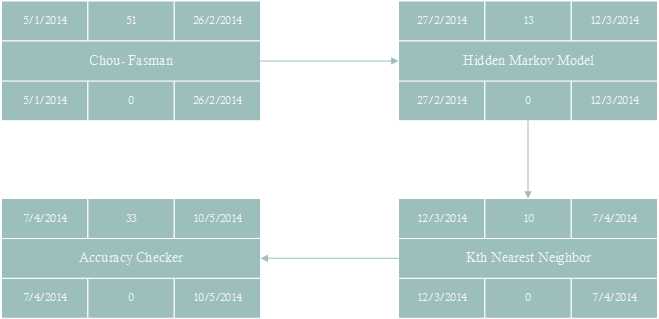 5/1/2014 51 26/2/2014
Chou- Fasman
5/1/2014 0 26/2/2014
27/2/2014 13 12/3/2014
Hidden Markov Model
27/2/2014 0 12/3/2014
12/3/2014 10 7/4/2014
Kth Nearest Neighbor
12/3/2014 0 7/4/2014
7/4/2014 33 10/5/2014
Accuracy Checker
7/4/2014 0 10/5/2014